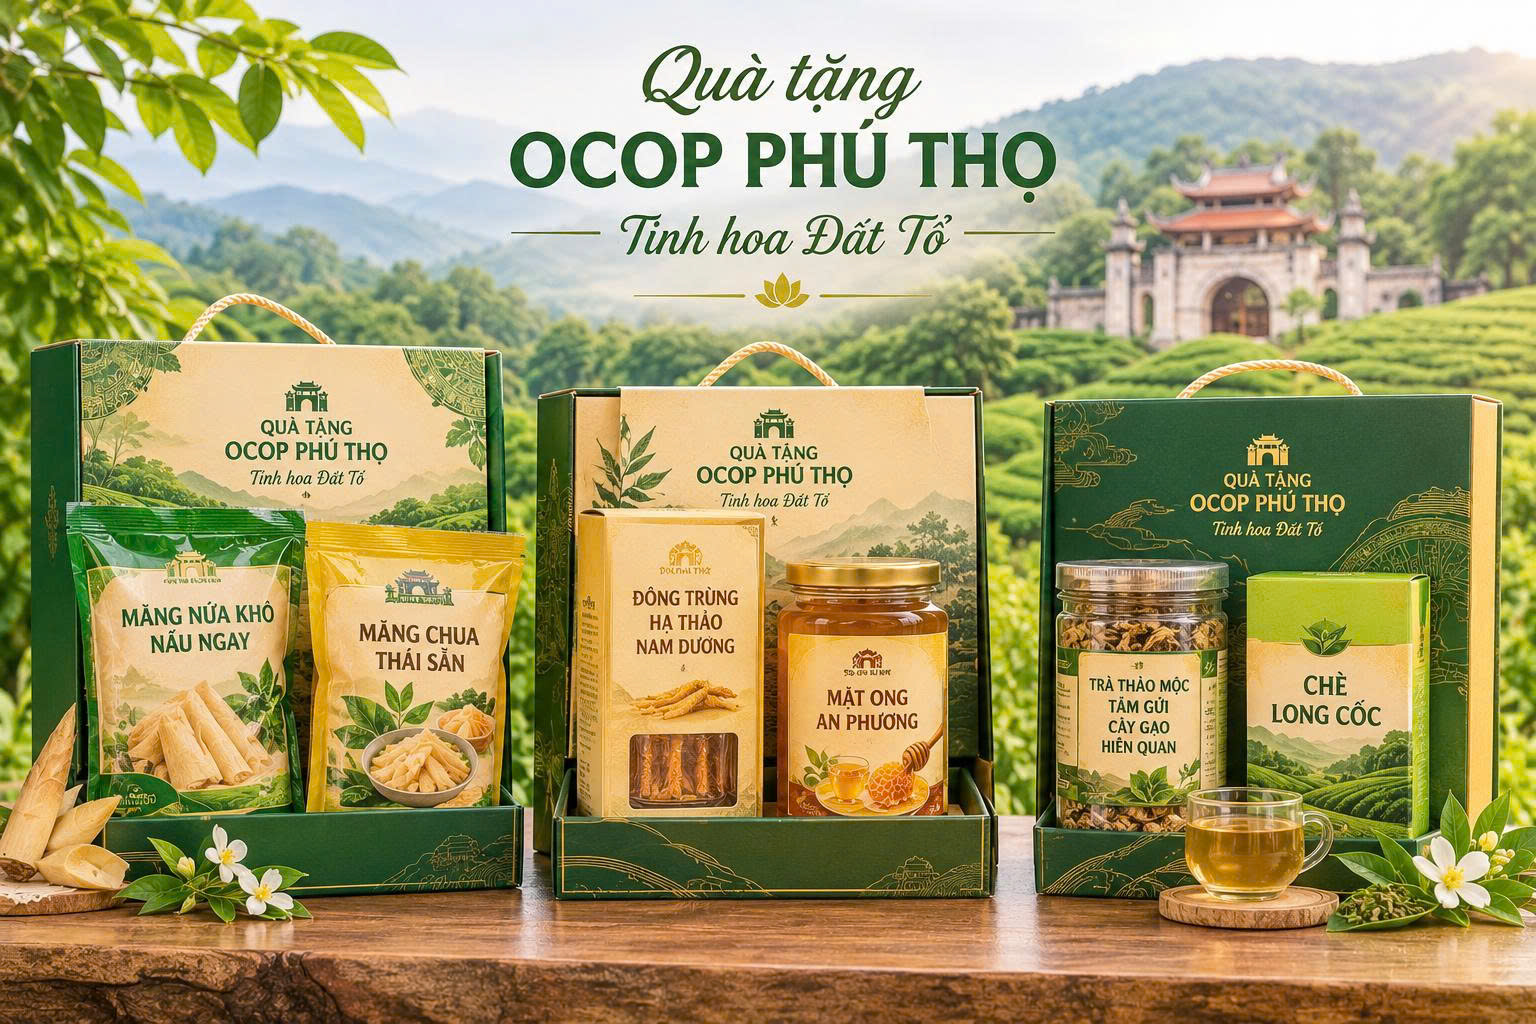 Quà tặng
OCOP PHÚ THỌ
Tinh hoa Đất Tổ
QUÀ TẶNG
OCOP PHÚ THỌ
Tinh hoa Đất Tổ
MĂNG NỨA KHÔ
NẤU NGAY
MĂNG CHUA
THÁI SẴN
QUÀ TẶNG
OCOP PHÚ THỌ
Tinh hoa Đất Tổ
ĐÔNG TRÙNG
HẠ THẢO
NAM DƯƠNG
MẬT ONG
AN PHƯƠNG
QUÀ TẶNG
OCOP PHÚ THỌ
Tinh hoa Đất Tổ
TRÀ THẢO MỘC
TẦM GỬI
CÂY GẠO
HIỀN QUAN
CHÈ
LONG CỐC